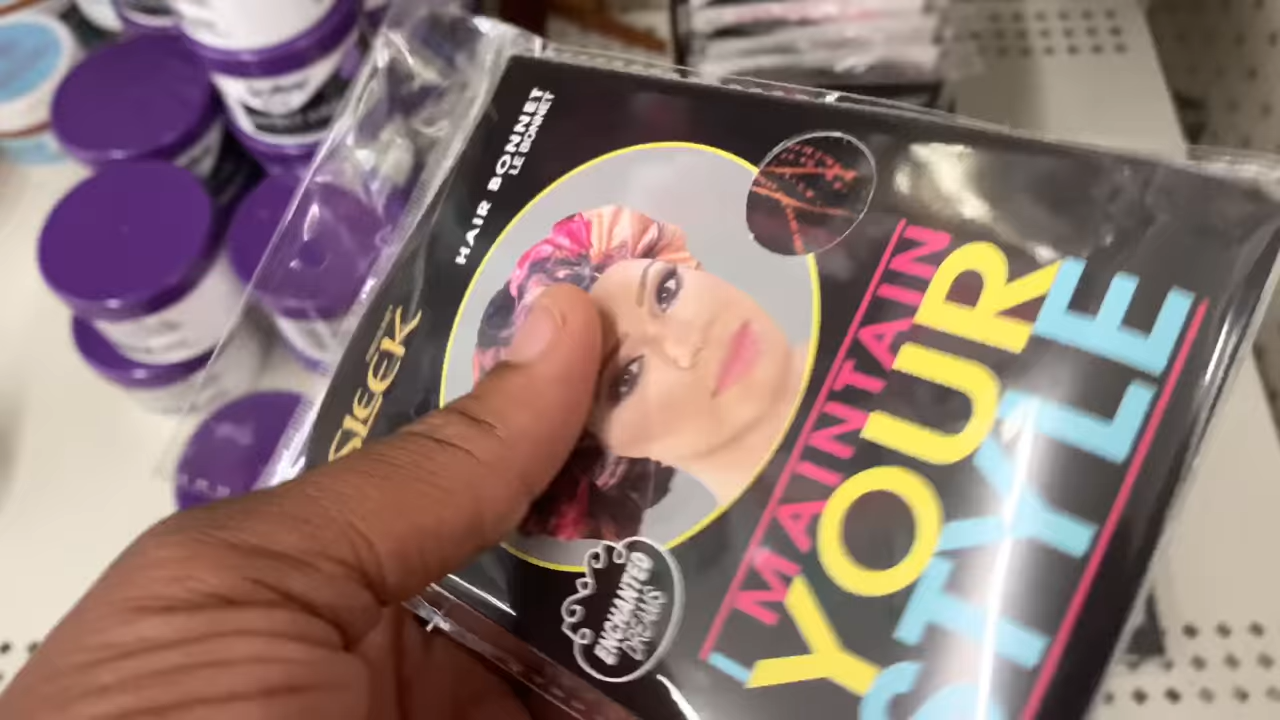 HAIR BONNET
LE BONNET
SLEEK
ENCHANTED
DREAMS
MAINTAIN
YOUR
STYLE